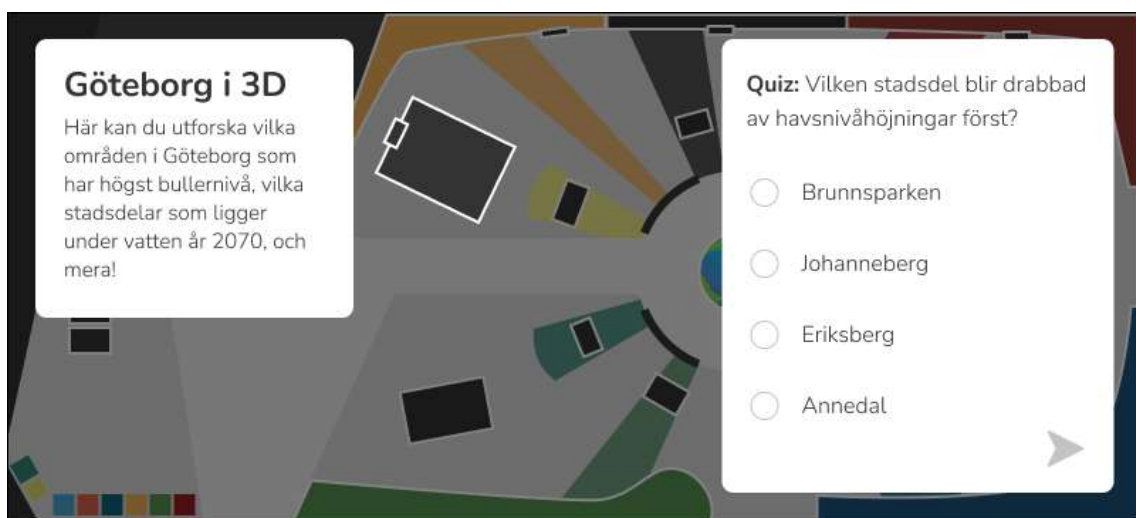 Göteborg i 3D
Här kan du utforska vilka
områden i Göteborg som
har högst bullernivå, vilka
stadsdelar som ligger
under vatten år 2070, och
mera!
Quiz: Vilken stadsdel blir drabbad
av havsnivåhöjningar först?
Brunnsparken
Johanneberg
Eriksberg
Annedal